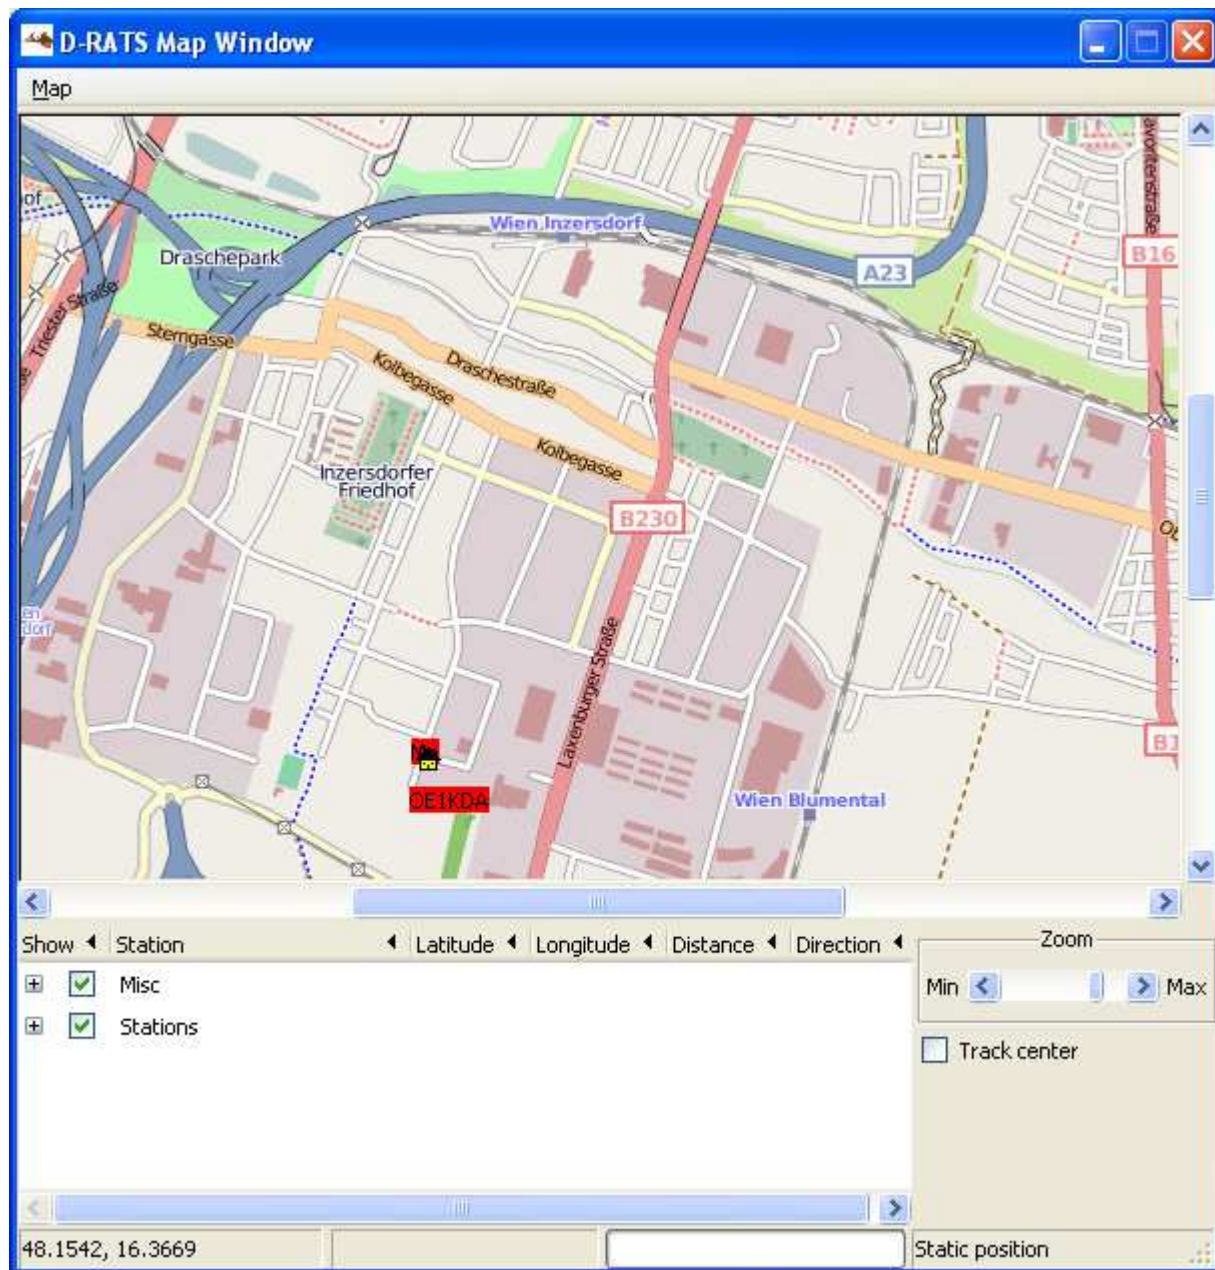 D-RATS Map Window
Map
of
Wien Inzersdorf
Favoritenstraße
B16
Draschepark
A23
Triester Straße
Sterngasse
Kolbegasse
Draschestraße
Kolbegasse
Inzersdorfer
Friedhof
B230
Laxenburger Straße
OE1KDA
Wien Blumental
Show Station Latitude Longitude Distance Direction
Misc
Stations
Zoom
Min Max
Track center
48.1542, 16.3669
Static position